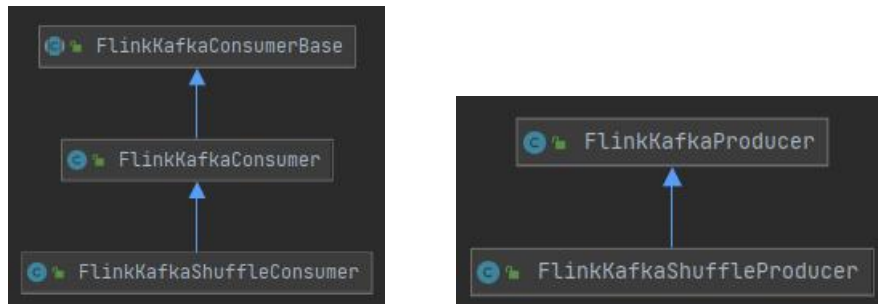 FlinkKafkaConsumerBase
FlinkKafkaConsumer
FlinkKafkaShuffleConsumer
FlinkKafkaProducer
FlinkKafkaShuffleProducer